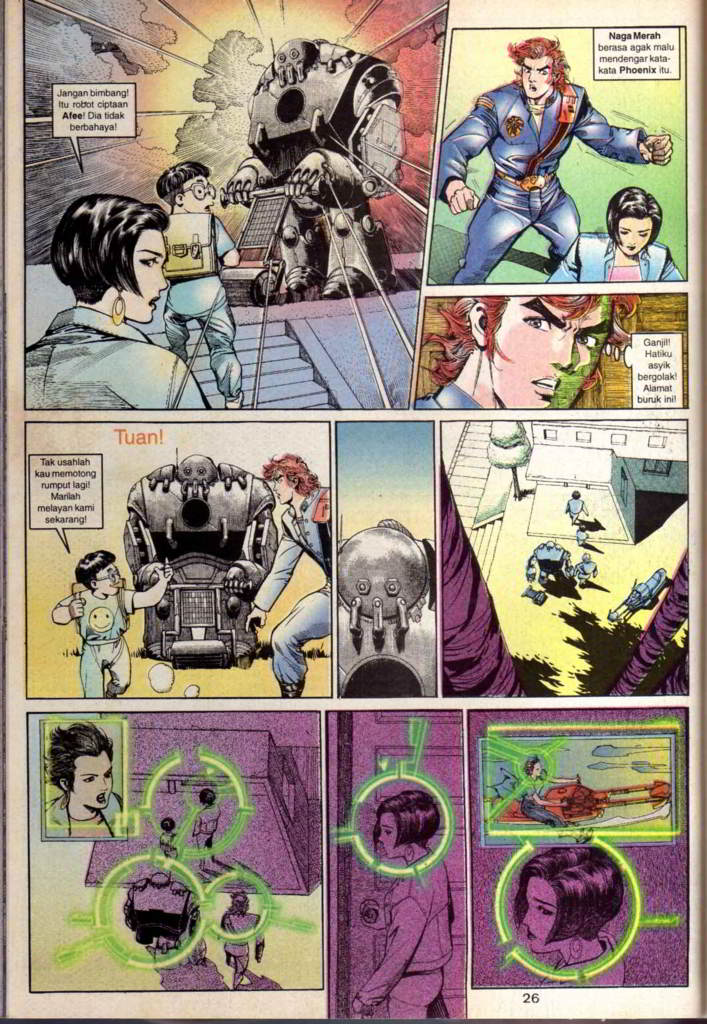 Jangan bimbang!
Itu robot ciptaan
Afee! Dia tidak
berbahaya!
Naga Merah
berasa agak malu
mendengar kata-
kata Phoenix itu.
Ganjil!
Hatiku
asyik
bergolak!
Alamat
buruk ini!
Tuan!
Tak usahlah
kau memotong
rumput lagi!
Marilah
melayan kami
sekarang!
26